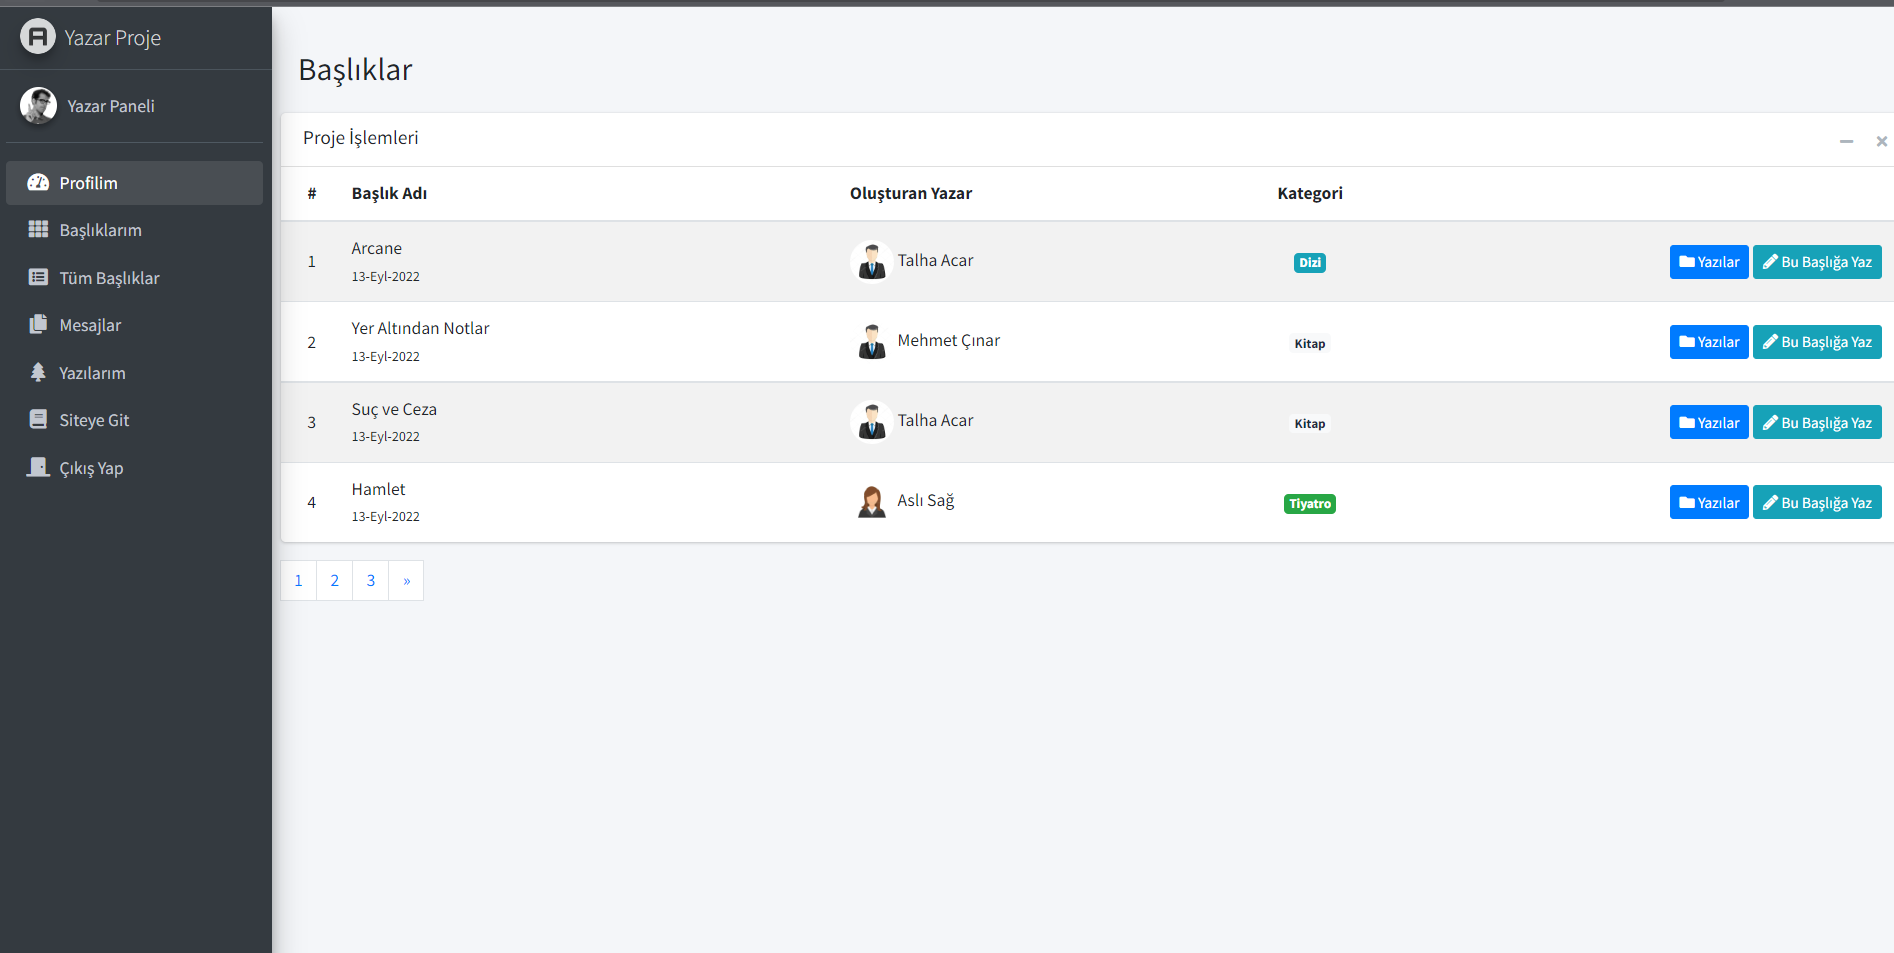 Yazar Proje
Yazar Paneli
Profilim
Başlıklarım
Tüm Başlıklar
Mesajlar
Yazılarım
Siteye Git
Çıkış Yap
Başlıklar
Proje İşlemleri
# Başlık Adı Oluşturan Yazar Kategori
1 Arcane 13-Eyl-2022 Talha Acar Dizi Yazılar Bu Başlığa Yaz
2 Yer Altından Notlar 13-Eyl-2022 Mehmet Çınar Kitap Yazılar Bu Başlığa Yaz
3 Suç ve Ceza 13-Eyl-2022 Talha Acar Kitap Yazılar Bu Başlığa Yaz
4 Hamlet 13-Eyl-2022 Aslı Sağ Tiyatro Yazılar Bu Başlığa Yaz
1 2 3 »